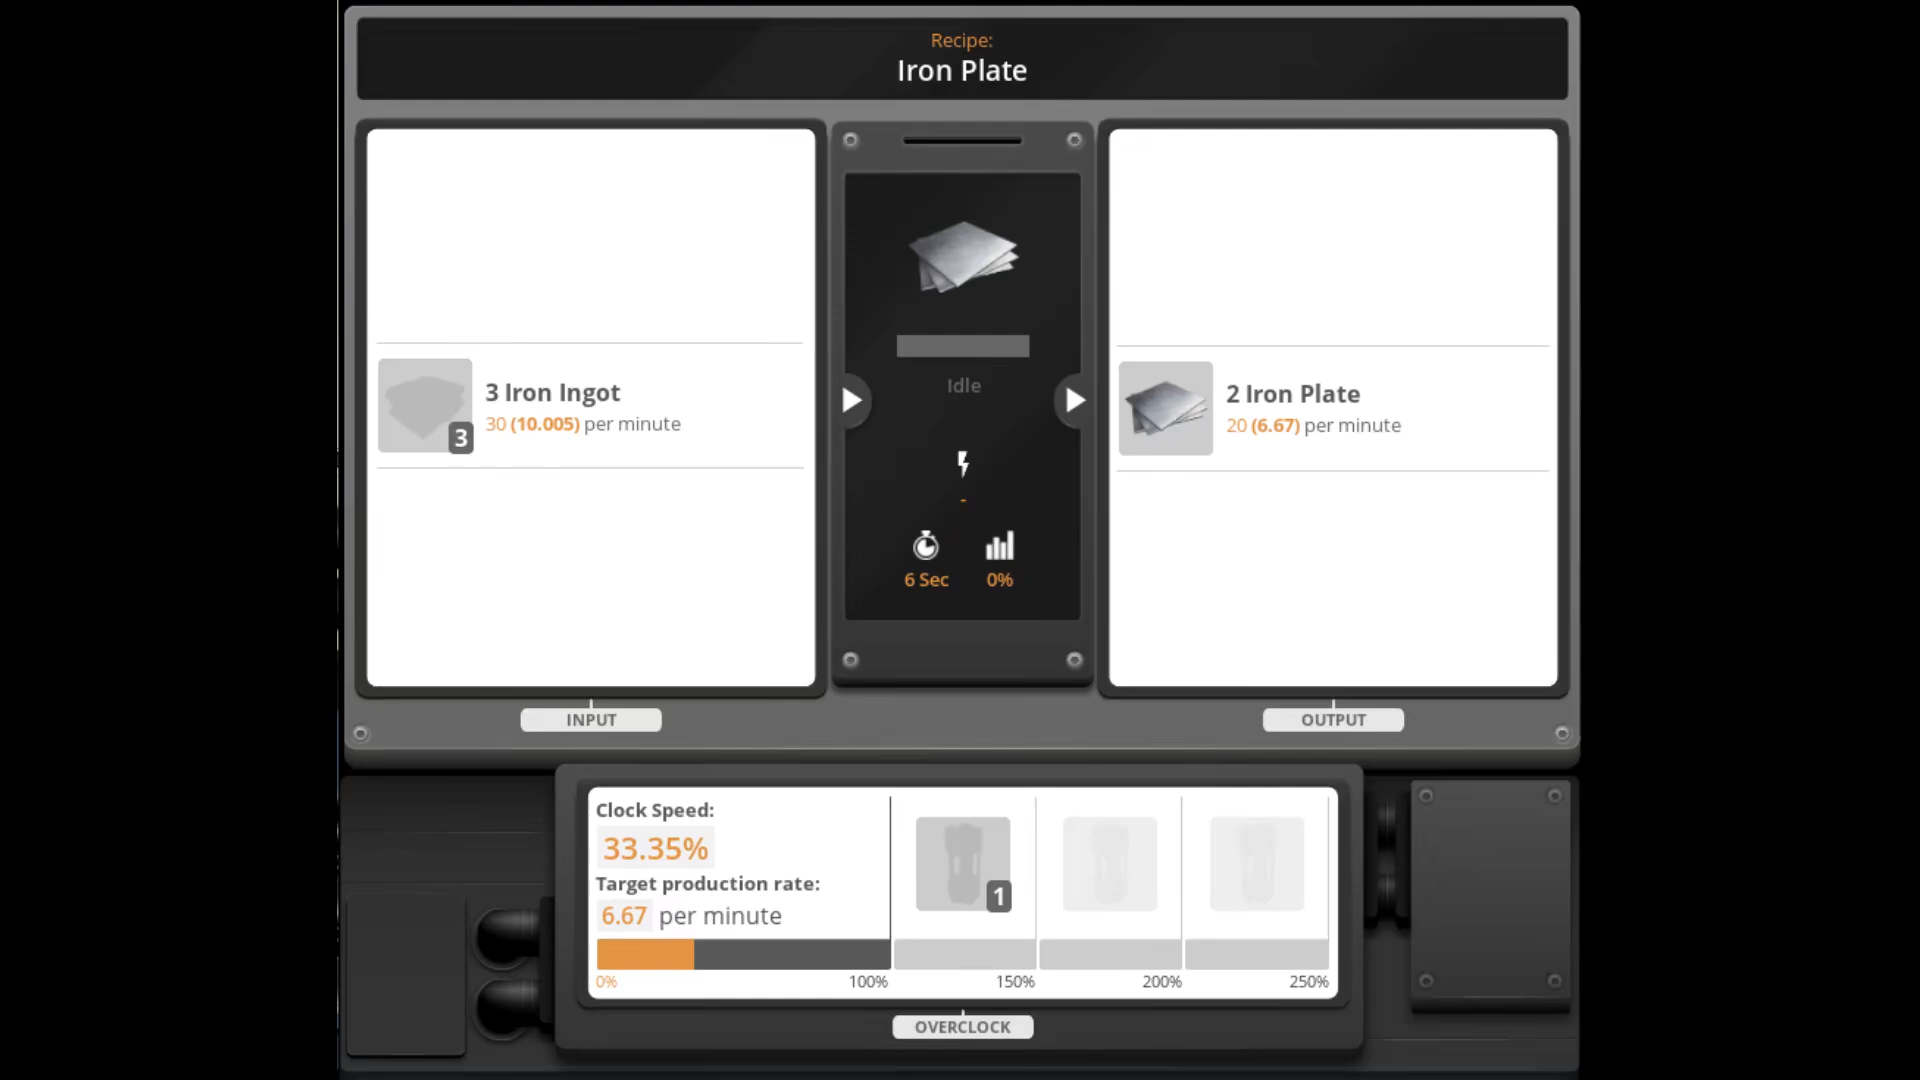 Recipe:
Iron Plate
3 Iron Ingot
30 (10.005) per minute
3
Idle
-
6 Sec
0%
2 Iron Plate
20 (6.67) per minute
INPUT
OUTPUT
Clock Speed:
33.35%
Target production rate:
6.67 per minute
1
0%
100%
150%
200%
250%
OVERCLOCK